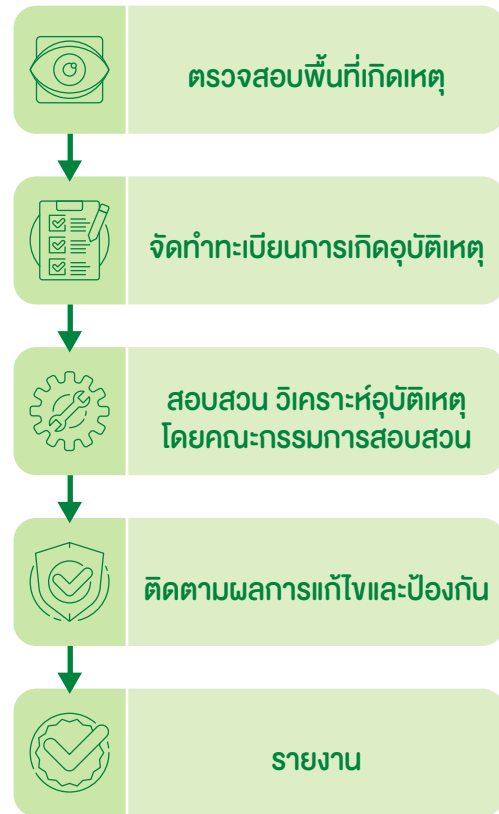 ตรวจสอบพื้นที่เกิดเหตุ
จัดทำทะเบียนการเกิดอุบัติเหตุ
สอบสวน วิเคราะห์อุบัติเหตุ
โดยคณะกรรมการสอบสวน
ติดตามผลการแก้ไขและป้องกัน
รายงาน